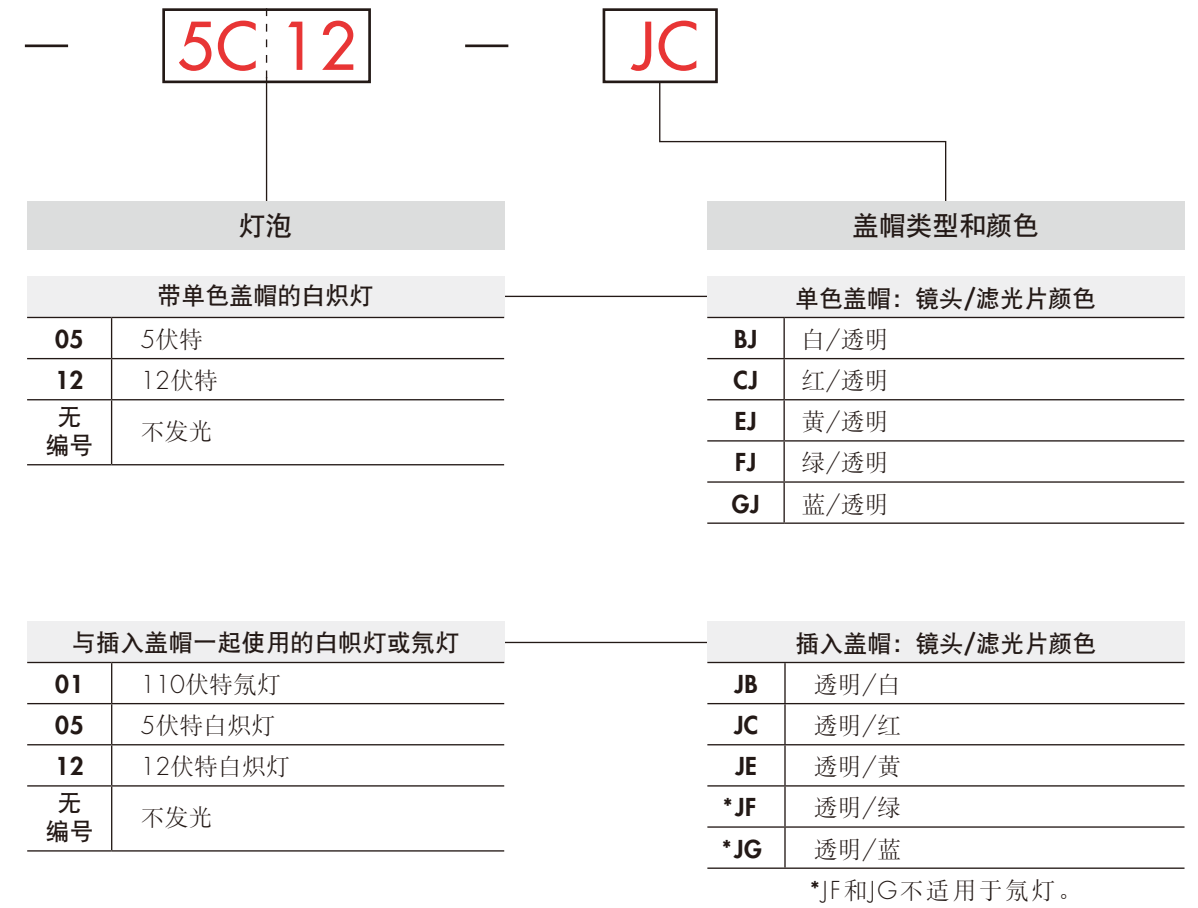 — 5C 12 — JC
灯泡
带单色盖帽的白炽灯
05 5伏特
12 12伏特
无
编号
不发光
盖帽类型和颜色
单色盖帽：镜头/滤光片颜色
BJ 白/透明
CJ 红/透明
EJ 黄/透明
FJ 绿/透明
GJ 蓝/透明
与插入盖帽一起使用的白帜灯或氖灯
01 110伏特氖灯
05 5伏特白炽灯
12 12伏特白炽灯
无
编号
不发光
插入盖帽：镜头/滤光片颜色
JB 透明/白
JC 透明/红
JE 透明/黄
*JF 透明/绿
*JG 透明/蓝
*JF和JG不适用于氖灯。